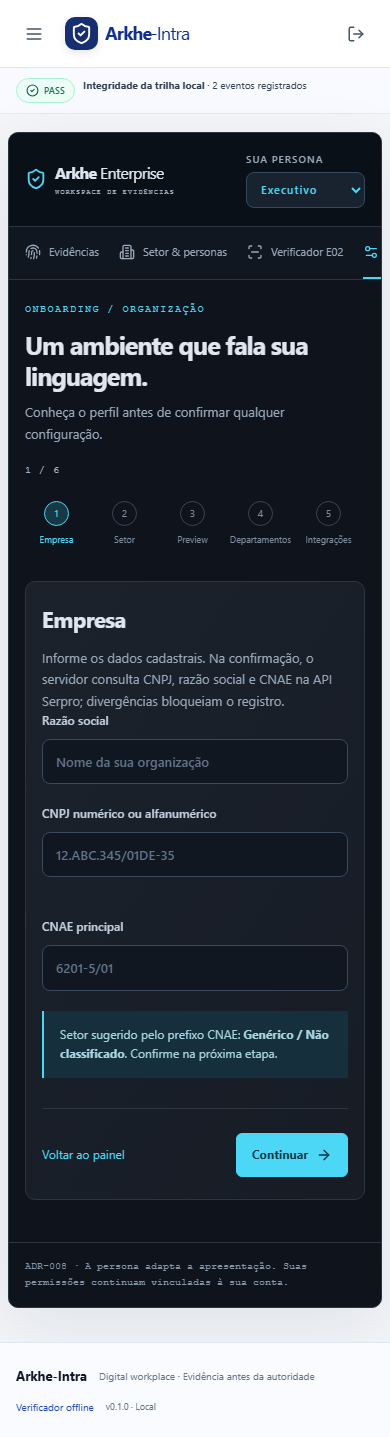 Arkhe-Intra
PASS
Integridade da trilha local · 2 eventos registrados
Arkhe Enterprise
WORKSPACE DE EVIDÊNCIAS
SUA PERSONA
Executivo
Evidências
Setor & personas
Verificador E02
ONBOARDING / ORGANIZAÇÃO
Um ambiente que fala sua
linguagem.
Conheça o perfil antes de confirmar qualquer
configuração.
1 / 6
1
2
3
4
5
Empresa
Setor
Preview
Departamentos
Integrações
Empresa
Informe os dados cadastrais. Na confirmação, o
servidor consulta CNPJ, razão social e CNAE na API
Serpro; divergências bloqueiam o registro.
Razão social
Nome da sua organização
CNPJ numérico ou alfanumérico
12.ABC.345/01DE-35
CNAE principal
6201-5/01
Setor sugerido pelo prefixo CNAE: Genérico / Não
classificado. Confirme na próxima etapa.
Voltar ao painel
Continuar
ADR-008 · A persona adapta a apresentação. Suas
permissões continuam vinculadas à sua conta.
Arkhe-Intra
Digital workplace · Evidência antes da autoridade
Verificador offline
v0.1.0 · Local